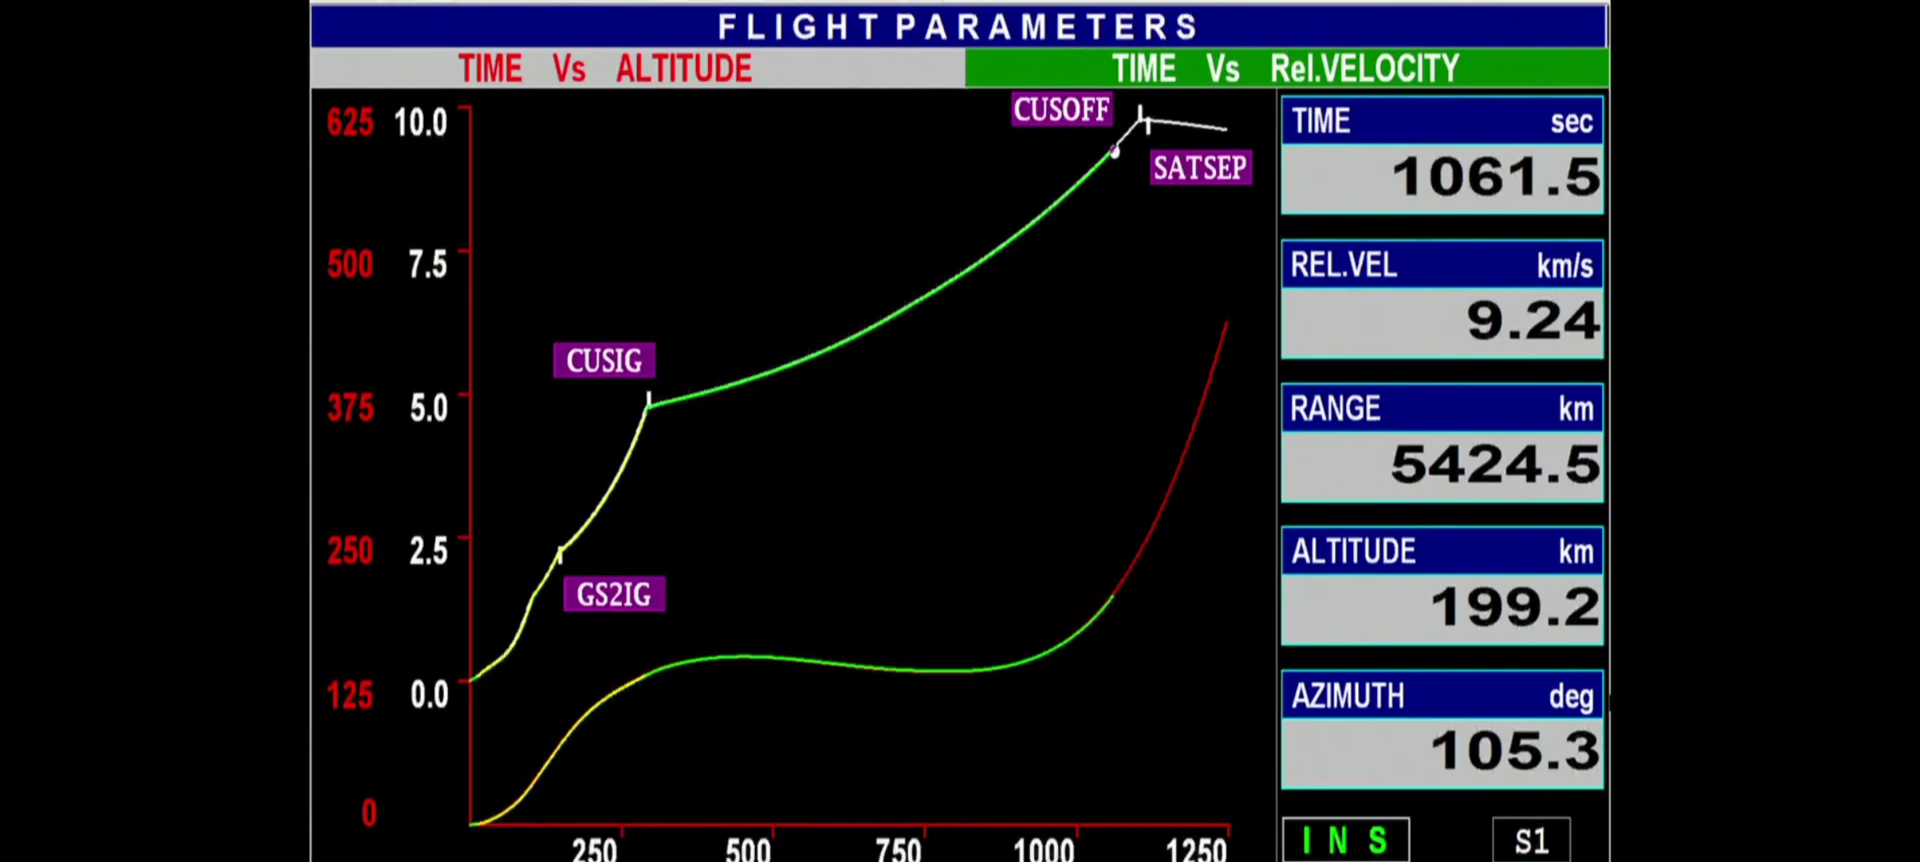 FLIGHT PARAMETERS
TIME Vs ALTITUDE
TIME Vs Rel.VELOCITY
625 10.0
500 7.5
375 5.0
250 2.5
125 0.0
0
250 500 750 1000 1250
CUSOFF
SATSEP
CUSIG
GS2IG
TIME sec
1061.5
REL.VEL km/s
9.24
RANGE km
5424.5
ALTITUDE km
199.2
AZIMUTH deg
105.3
INS S1